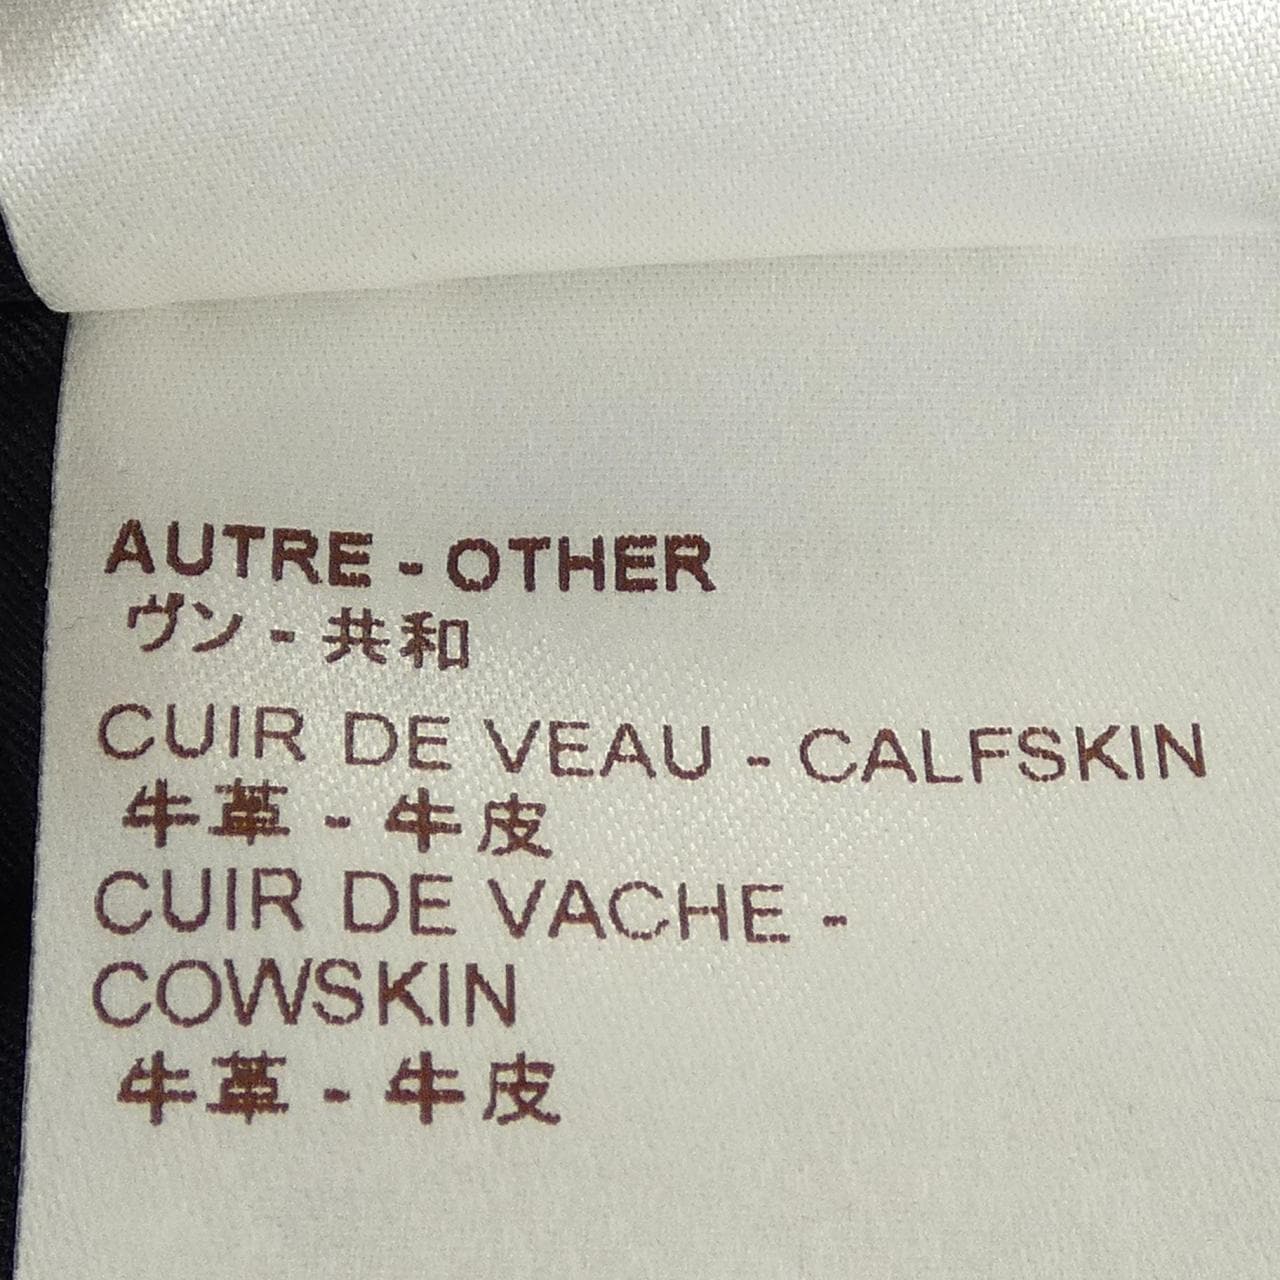 AUTRE - OTHER
ヴン - 共和
CUIR DE VEAU - CALFSKIN
牛革 - 牛皮
CUIR DE VACHE -
COWSKIN
牛革 - 牛皮